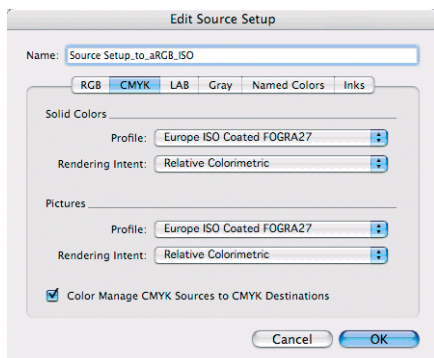 Edit Source Setup
Name: Source Setup_to_aRGB_ISO
RGB CMYK LAB Gray Named Colors Inks
Solid Colors
Profile: Europe ISO Coated FOGRA27
Rendering Intent: Relative Colorimetric
Pictures
Profile: Europe ISO Coated FOGRA27
Rendering Intent: Relative Colorimetric
Color Manage CMYK Sources to CMYK Destinations
Cancel OK